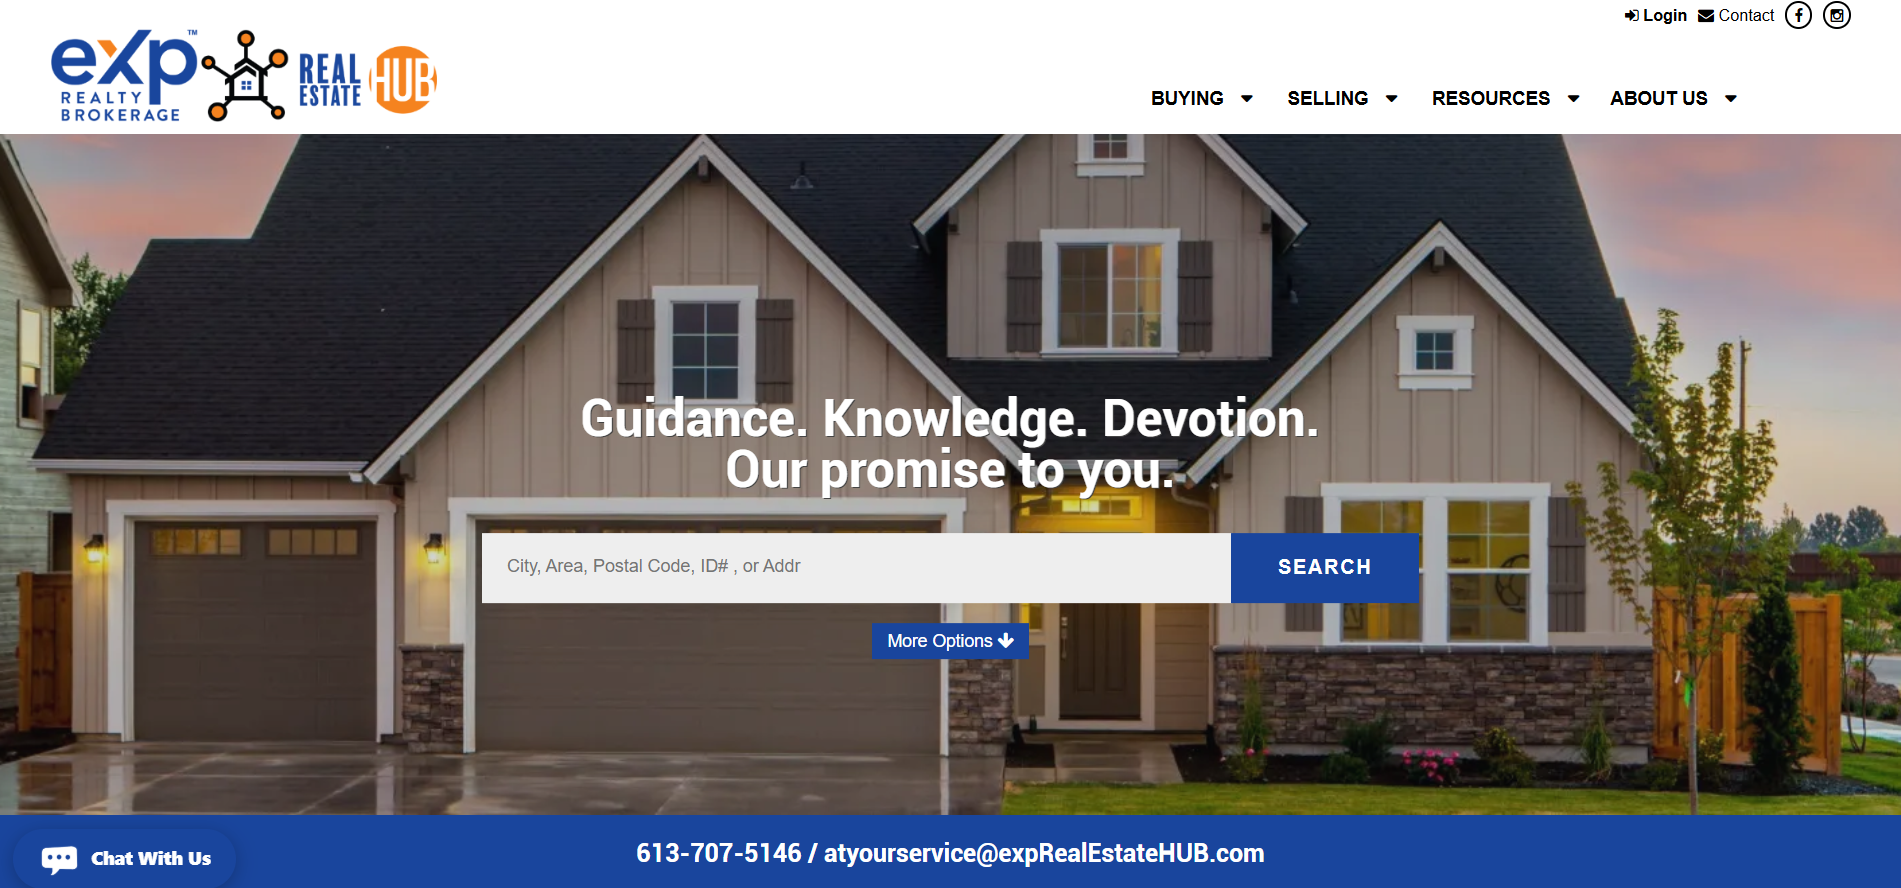 Login Contact
eXp™
REALTY
BROKERAGE
REAL
ESTATE
HUB
BUYING SELLING RESOURCES ABOUT US
Guidance. Knowledge. Devotion.
Our promise to you.
City, Area, Postal Code, ID# , or Addr
SEARCH
More Options
Chat With Us
613-707-5146 / atyourservice@expRealEstateHUB.com